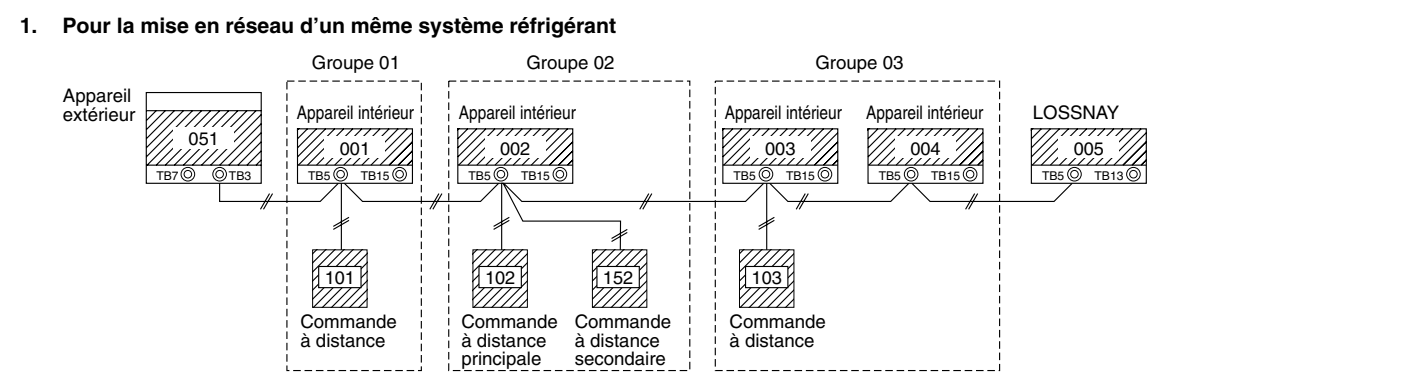 1. Pour la mise en réseau d’un même système réfrigérant
Groupe 01
Groupe 02
Groupe 03
Appareil
extérieur
Appareil intérieur
Appareil intérieur
Appareil intérieur
Appareil intérieur
LOSSNAY
051
001
002
003
004
005
TB7 TB3
TB5 TB15
TB5 TB15
TB5 TB15
TB5 TB15
TB5 TB13
101
102
152
103
Commande
à distance
Commande
à distance
principale
Commande
à distance
secondaire
Commande
à distance